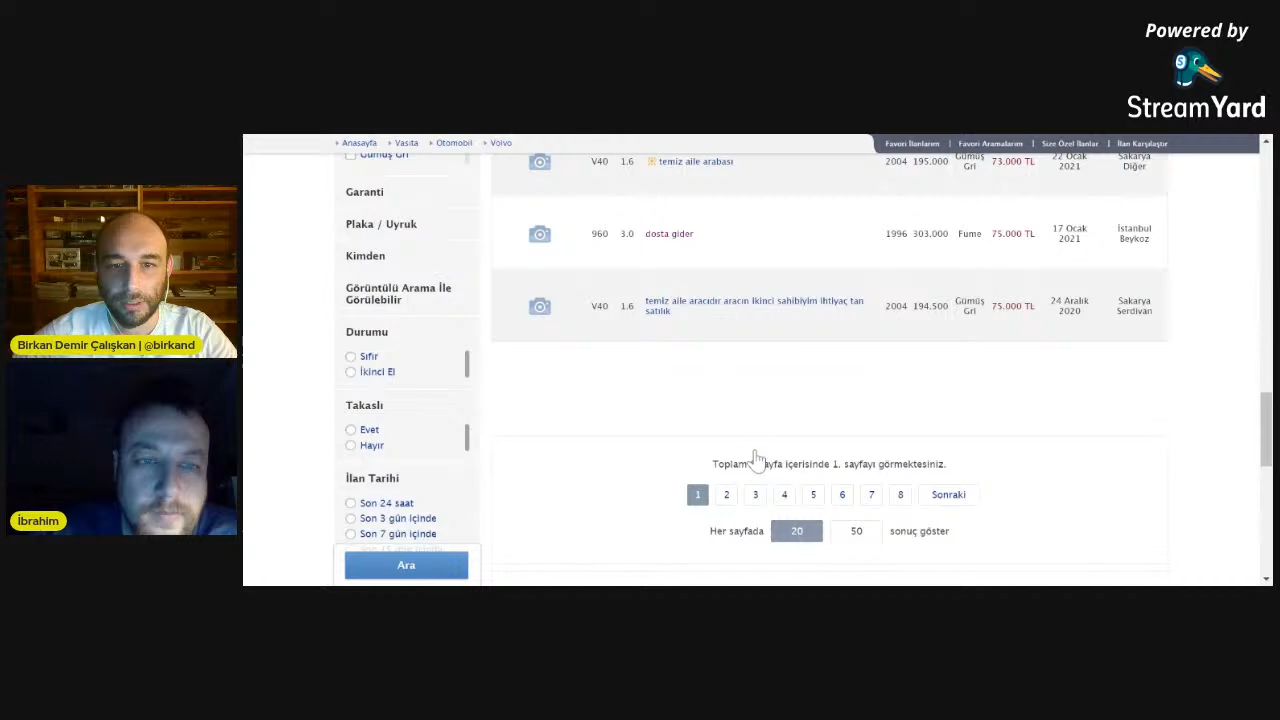 Powered by
StreamYard
Anasayfa Vasıta Otomobil Volvo
Favori İlanlarım | Favori Aramalarım | Size Özel İlanlar | İlan Karşılaştır
Gümüş Gri
Garanti
Plaka / Uyruk
Kimden
Görüntülü Arama İle
Görülebilir
Durumu
Sıfır
İkinci El
Takaslı
Evet
Hayır
İlan Tarihi
Son 24 saat
Son 3 gün içinde
Son 7 gün içinde
Ara
V40 1.6 temiz aile arabası 2004 195.000 Gümüş Gri 73.000 TL 22 Ocak 2021 Sakarya Diğer
960 3.0 dosta gider 1996 303.000 Fume 75.000 TL 17 Ocak 2021 İstanbul Beykoz
V40 1.6 temiz aile aracıdır aracın ikinci sahibiyim ihtiyaç tan satılık 2004 194.500 Gümüş Gri 75.000 TL 24 Aralık 2020 Sakarya Serdivan
Toplam sayfa içerisinde 1. sayfayı görmektesiniz.
1 2 3 4 5 6 7 8 Sonraki
Her sayfada 20 50 sonuç göster
Birkan Demir Çalışkan | @birkand
İbrahim